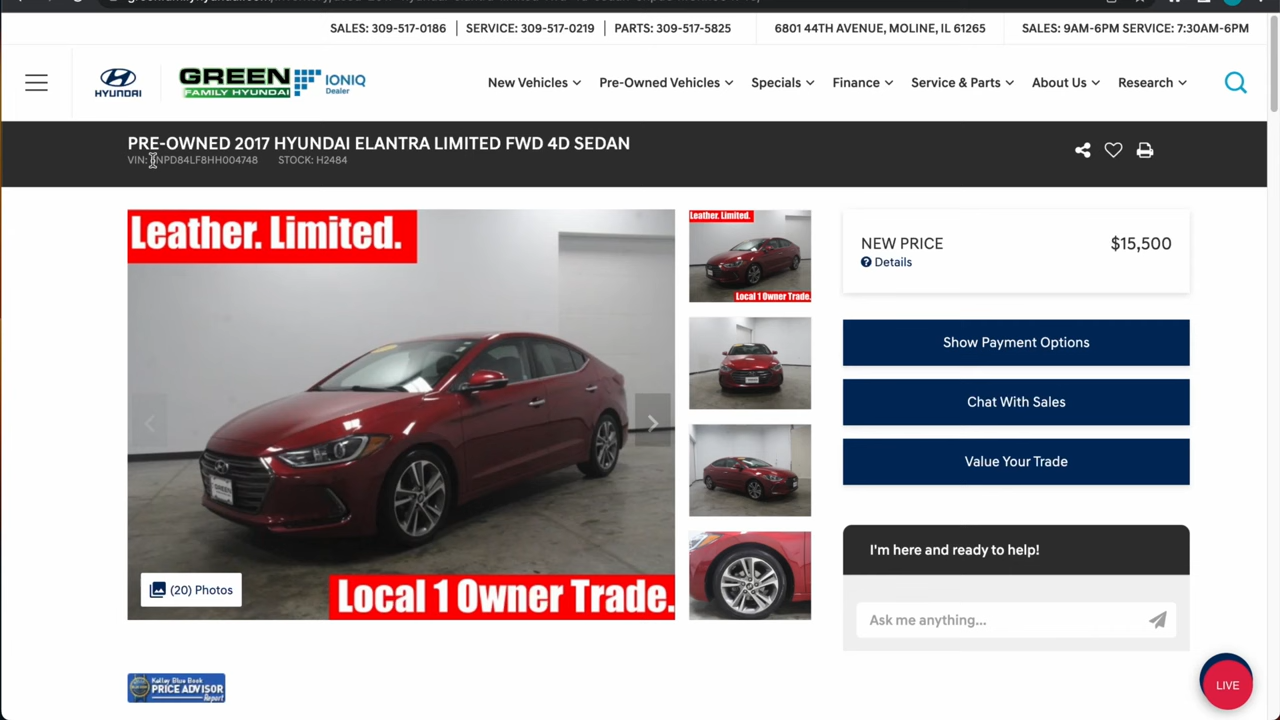 SALES: 309-517-0186 | SERVICE: 309-517-0219 | PARTS: 309-517-5825
6801 44TH AVENUE, MOLINE, IL 61265
SALES: 9AM-6PM SERVICE: 7:30AM-6PM
HYUNDAI
GREEN
FAMILY HYUNDAI
IONIQ
Dealer
New Vehicles
Pre-Owned Vehicles
Specials
Finance
Service & Parts
About Us
Research
PRE-OWNED 2017 HYUNDAI ELANTRA LIMITED FWD 4D SEDAN
VIN: NPD84LF8HH004748 STOCK: H2484
Leather. Limited.
Local 1 Owner Trade.
(20) Photos
Leather. Limited.
Local 1 Owner Trade.
NEW PRICE $15,500
Details
Show Payment Options
Chat With Sales
Value Your Trade
I'm here and ready to help!
Ask me anything...
Kelley Blue Book
PRICE ADVISOR
Report
LIVE